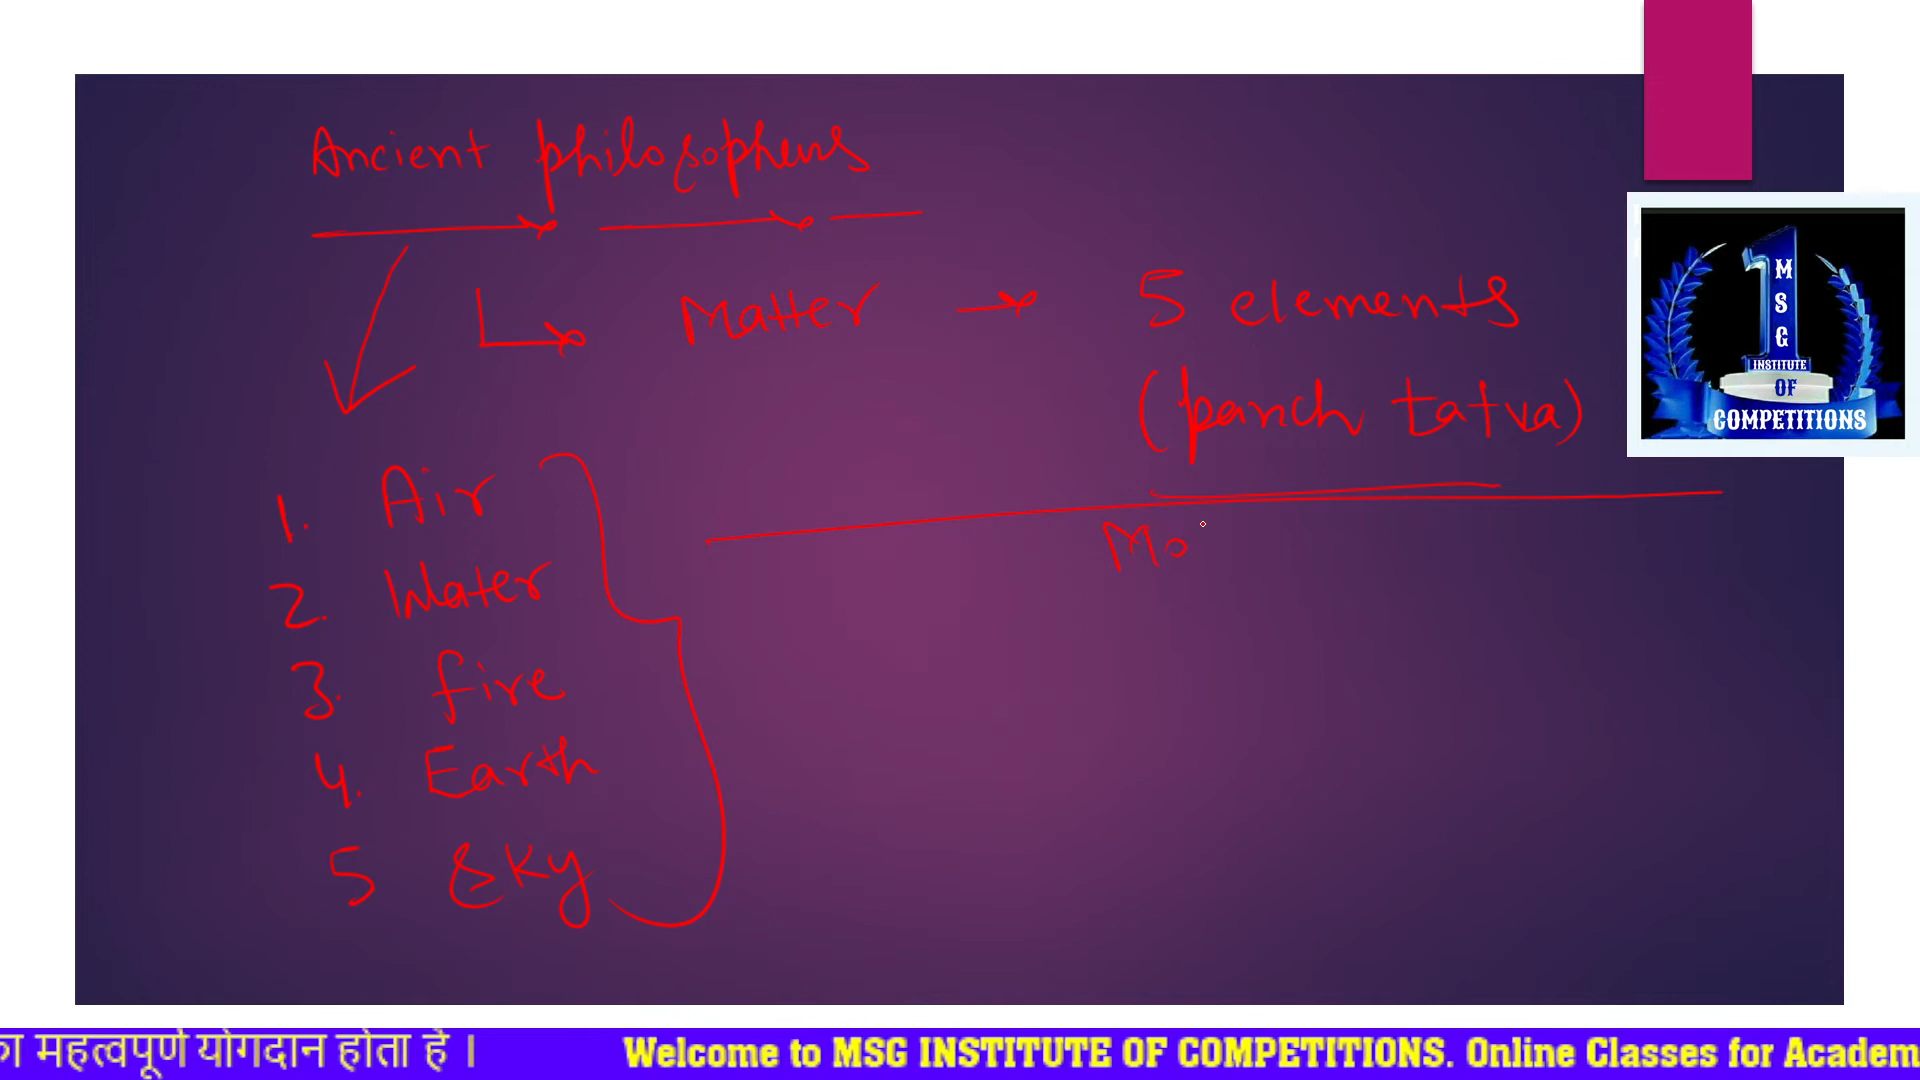 Ancient philosophers
Matter → 5 elements
(panch tatva)
1. Air
2. Water
3. fire
4. Earth
5 Sky
Mo
1
M
S
G
INSTITUTE
OF
COMPETITIONS
का महत्वपूर्ण योगदान होता है ।
Welcome to MSG INSTITUTE OF COMPETITIONS. Online Classes for Academ